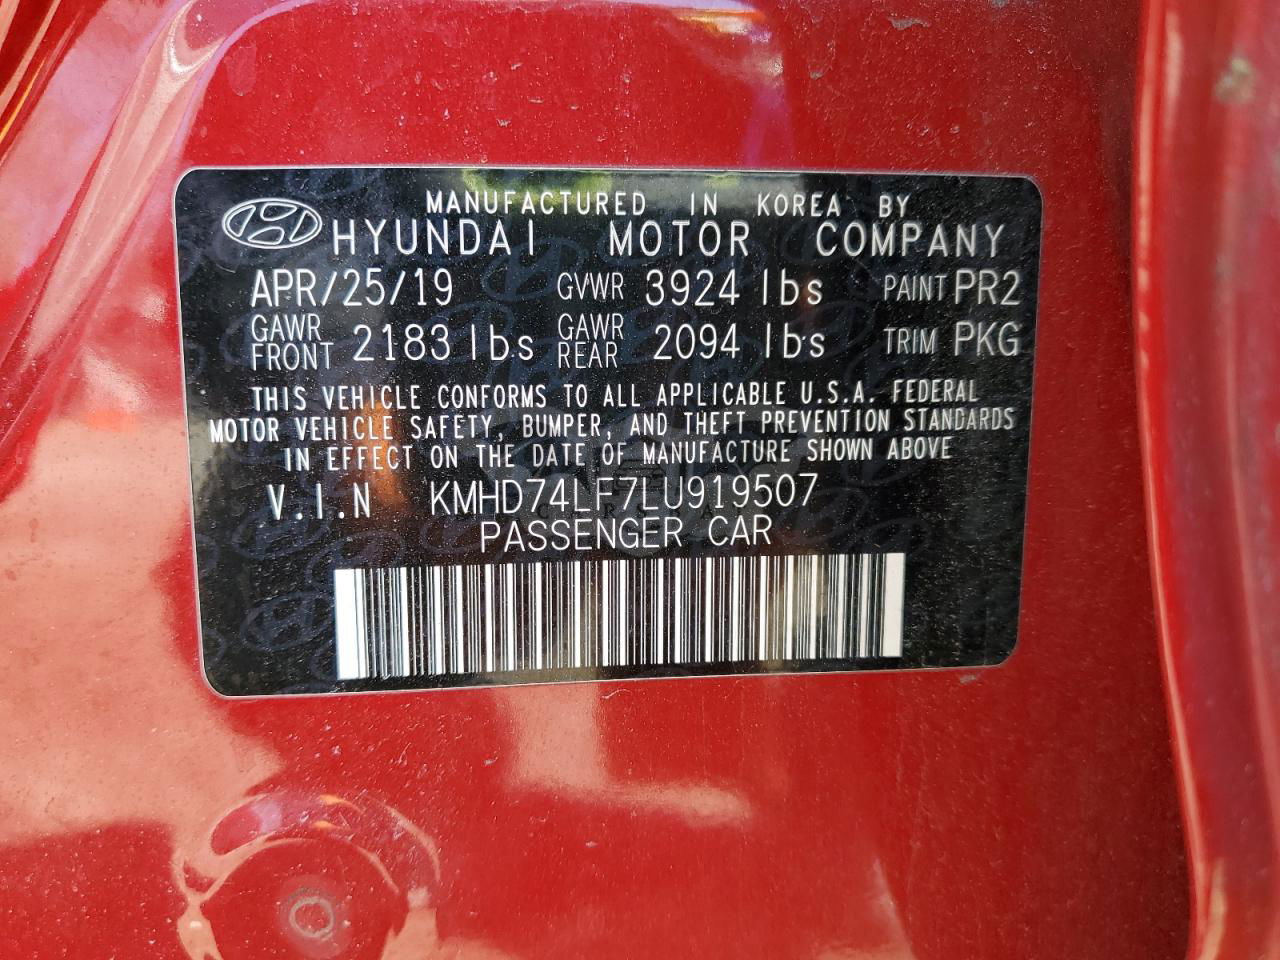 MANUFACTURED IN KOREA BY
HYUNDAI MOTOR COMPANY
APR/25/19 GVWR 3924 lbs PAINT PR2
GAWR FRONT 2183 lbs GAWR REAR 2094 lbs TRIM PKG
THIS VEHICLE CONFORMS TO ALL APPLICABLE U.S.A. FEDERAL
MOTOR VEHICLE SAFETY, BUMPER, AND THEFT PREVENTION STANDARDS
IN EFFECT ON THE DATE OF MANUFACTURE SHOWN ABOVE
V.I.N KMHD74LF7LU919507
PASSENGER CAR